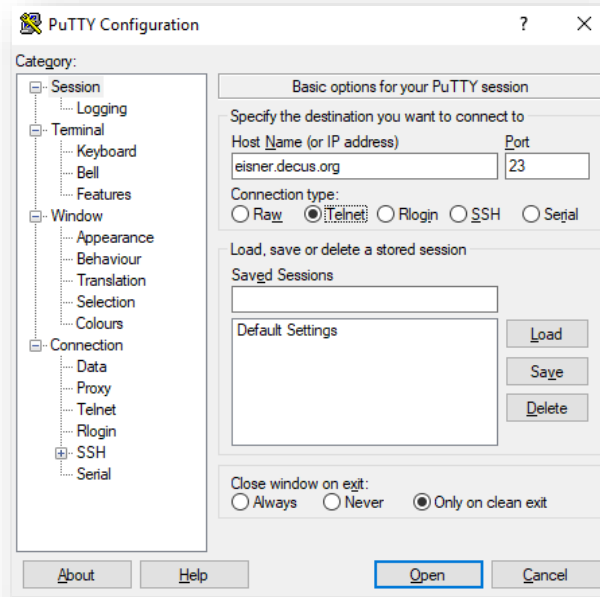 PuTTY Configuration
?
Category:
Session
Logging
Terminal
Keyboard
Bell
Features
Window
Appearance
Behaviour
Translation
Selection
Colours
Connection
Data
Proxy
Telnet
Rlogin
SSH
Serial
Basic options for your PuTTY session
Specify the destination you want to connect to
Host Name (or IP address) Port
eisner.decus.org 23
Connection type:
Raw Telnet Rlogin SSH Serial
Load, save or delete a stored session
Saved Sessions
Default Settings
Load
Save
Delete
Close window on exit:
Always Never Only on clean exit
About Help Open Cancel